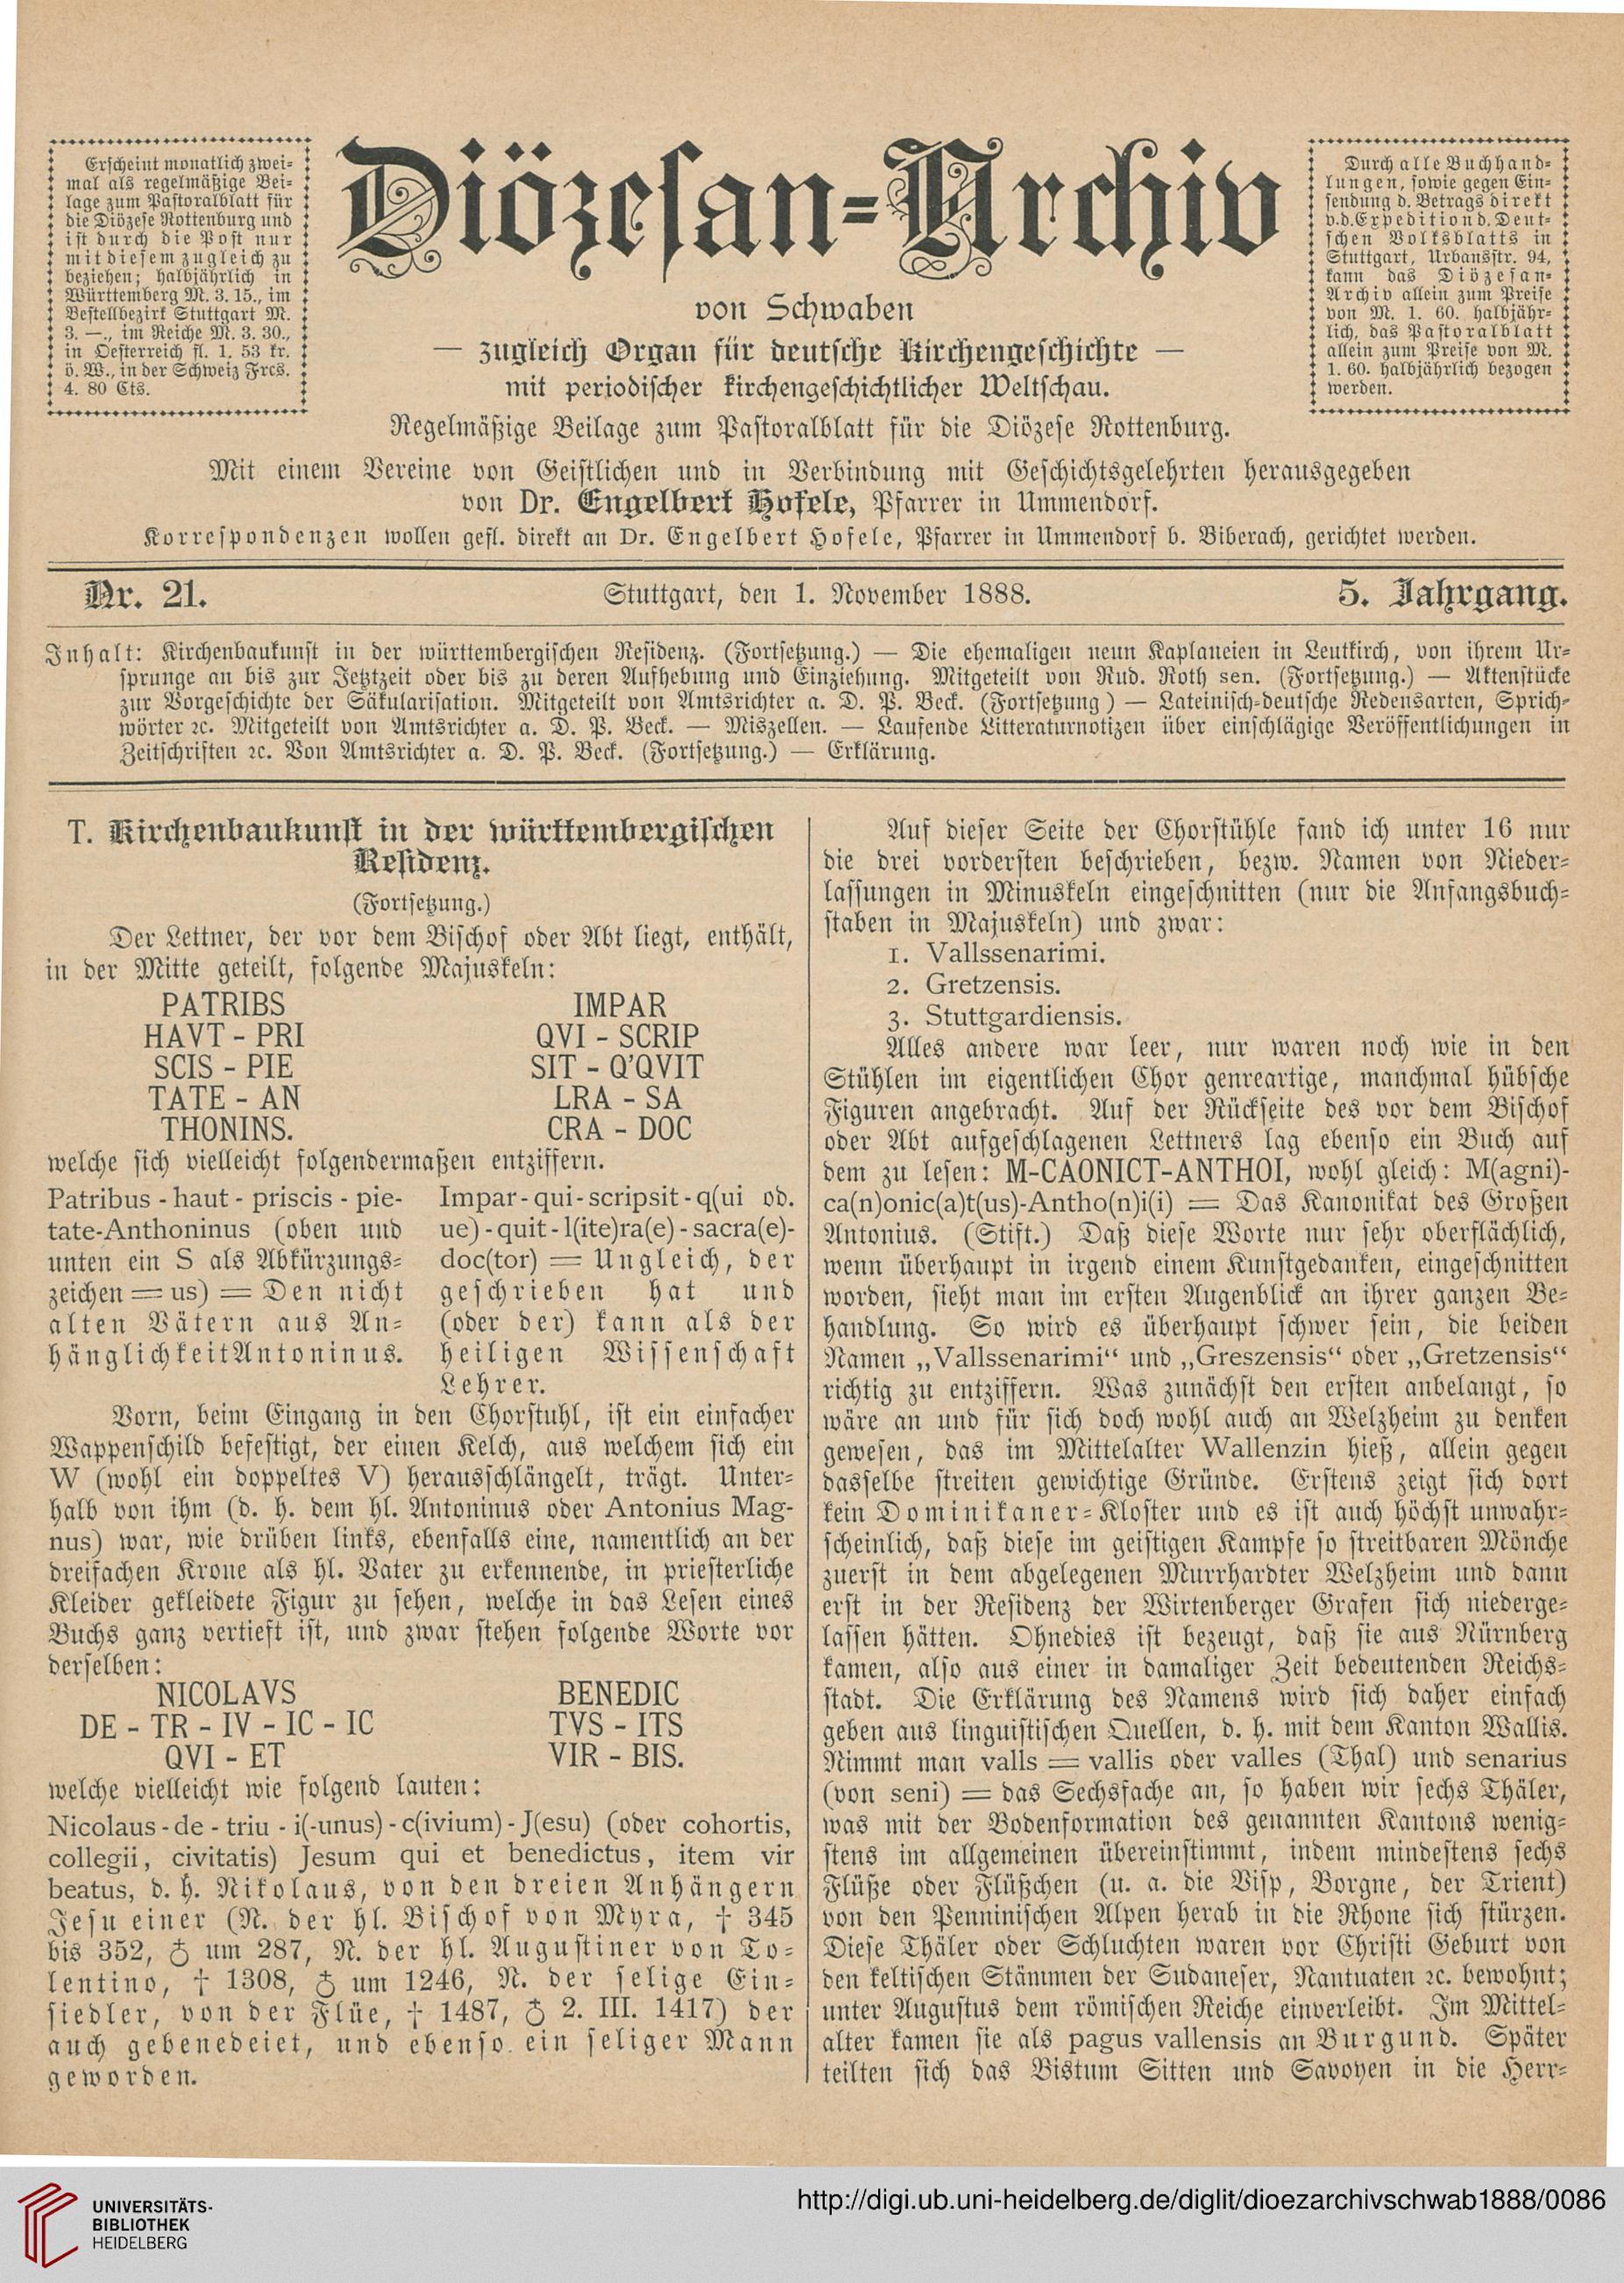 Erscheint monatlich zwei-
mal als regelmäßige Bei-
lage zum Pastoralblatt für
die Diözese Rottenburg und
ist durch die Post nur
mit diesem zugleich zu
beziehen; halbjährlich in
Württemberg M. 3. 15., im
Bestellbezirk Stuttgart M.
3. —., im Reiche M. 3. 30.,
in Oesterreich fl. 1. 53 kr.
ö. W., in der Schweiz Frcs.
4. 80 Cts.
Diözesan-Archiv
von Schwaben
— zugleich Organ für deutsche Kirchengeschichte —
mit periodischer kirchengeschichtlicher Weltschau.
Durch alle Buchhand-
lungen, sowie gegen Ein-
sendung d. Betrags direkt
v. d. Expedition d. Deut-
schen Volksblatts in
Stuttgart, Urbansstr. 94,
kann das Diözesan-
Archiv allein zum Preise
von M. 1. 60. halbjähr-
lich, das Pastoralblatt
allein zum Preise von M.
1. 60. halbjährlich bezogen
werden.
Regelmäßige Beilage zum Pastoralblatt für die Diözese Rottenburg.
Mit einem Vereine von Geistlichen und in Verbindung mit Geschichtsgelehrten herausgegeben
von Dr. Engelbert Hofele, Pfarrer in Ummendorf.
Korrespondenzen wollen gefl. direkt an Dr. Engelbert Hofele, Pfarrer in Ummendorf b. Biberach, gerichtet werden.
Nr. 21. Stuttgart, den 1. November 1888. 5. Jahrgang.
Inhalt: Kirchenbaukunst in der württembergischen Residenz. (Fortsetzung.) — Die ehemaligen neun Kaplaneien in Leutkirch, von ihrem Ur-
sprunge an bis zur Jetztzeit oder bis zu deren Aufhebung und Einziehung. Mitgeteilt von Rud. Roth sen. (Fortsetzung.) — Aktenstücke
zur Vorgeschichte der Säkularisation. Mitgeteilt von Amtsrichter a. D. P. Beck. (Fortsetzung ) — Lateinisch-deutsche Redensarten, Sprich-
wörter ꝛc. Mitgeteilt von Amtsrichter a. D. P. Beck. — Miszellen. — Laufende Litteraturnotizen über einschlägige Veröffentlichungen in
Zeitschriften ꝛc. Von Amtsrichter a. D. P. Beck. (Fortsetzung.) — Erklärung.
T. Kirchenbaukunst in der württembergischen
Residenz.
(Fortsetzung.)
Der Lettner, der vor dem Bischof oder Abt liegt, enthält,
in der Mitte geteilt, folgende Majuskeln:
PATRIBS IMPAR
HAVT - PRI QVI - SCRIP
SCIS - PIE SIT - Q'QVIT
TATE - AN LRA - SA
THONINS. CRA - DOC
welche sich vielleicht folgendermaßen entziffern.
Patribus - haut - priscis - pie-
tate-Anthoninus (oben und
unten ein S als Abkürzungs-
zeichen = us) = Den nicht
alten Vätern aus An-
hänglichkeit Antoninus.
Impar - qui - scripsit - q(ui od.
ue) - quit - l(ite)ra(e) - sacra(e)-
doc(tor) = Ungleich, der
geschrieben hat und
(oder der) kann als der
heiligen Wissenschaft
Lehrer.
Vorn, beim Eingang in den Chorstuhl, ist ein einfacher
Wappenschild befestigt, der einen Kelch, aus welchem sich ein
W (wohl ein doppeltes V) herausschlängelt, trägt. Unter-
halb von ihm (d. h. dem hl. Antoninus oder Antonius Mag-
nus) war, wie drüben links, ebenfalls eine, namentlich an der
dreifachen Krone als hl. Vater zu erkennende, in priesterliche
Kleider gekleidete Figur zu sehen, welche in das Lesen eines
Buchs ganz vertieft ist, und zwar stehen folgende Worte vor
derselben:
NICOLAVS BENEDIC
DE - TR - IV - IC - IC TVS - ITS
QVI - ET VIR - BIS.
welche vielleicht wie folgend lauten:
Nicolaus - de - triu - i(-unus) - c(ivium) - J(esu) (oder cohortis,
collegii, civitatis) Jesum qui et benedictus, item vir
beatus, d. h. Nikolaus, von den dreien Anhängern
Jesu einer (N. der hl. Bischof von Myra, † 345
bis 352, ♁ um 287, N. der hl. Augustiner von To-
lentino, † 1308, ♁ um 1246, N. der selige Ein-
siedler, von der Flüe, † 1487, ♁ 2. III. 1417) der
auch gebenedeiet, und ebenso ein seliger Mann
geworden.
Auf dieser Seite der Chorstühle fand ich unter 16 nur
die drei vordersten beschrieben, bezw. Namen von Nieder-
lassungen in Minuskeln eingeschnitten (nur die Anfangsbuch-
staben in Majuskeln) und zwar:
1. Vallssenarimi.
2. Gretzensis.
3. Stuttgardiensis.
Alles andere war leer, nur waren noch wie in den
Stühlen im eigentlichen Chor genreartige, manchmal hübsche
Figuren angebracht. Auf der Rückseite des vor dem Bischof
oder Abt aufgeschlagenen Lettners lag ebenso ein Buch auf
dem zu lesen: M-CAONICT-ANTHOI, wohl gleich: M(agni)-
ca(n)onic(a)t(us)-Antho(n)i(i) = Das Kanonikat des Großen
Antonius. (Stift.) Daß diese Worte nur sehr oberflächlich,
wenn überhaupt in irgend einem Kunstgedanken, eingeschnitten
worden, sieht man im ersten Augenblick an ihrer ganzen Be-
handlung. So wird es überhaupt schwer sein, die beiden
Namen „Vallssenarimi“ und „Greszensis“ oder „Gretzensis“
richtig zu entziffern. Was zunächst den ersten anbelangt, so
wäre an und für sich doch wohl auch an Welzheim zu denken
gewesen, das im Mittelalter Wallenzin hieß, allein gegen
dasselbe streiten gewichtige Gründe. Erstens zeigt sich dort
kein Dominikaner-Kloster und es ist auch höchst unwahr-
scheinlich, daß diese im geistigen Kampfe so streitbaren Mönche
zuerst in dem abgelegenen Murrhardter Welzheim und dann
erst in der Residenz der Wirtenberger Grafen sich niederge-
lassen hätten. Ohnedies ist bezeugt, daß sie aus Nürnberg
kamen, also aus einer in damaliger Zeit bedeutenden Reichs-
stadt. Die Erklärung des Namens wird sich daher einfach
geben aus linguistischen Quellen, d. h. mit dem Kanton Wallis.
Nimmt man valls = vallis oder valles (Thal) und senarius
(von seni) = das Sechsfache an, so haben wir sechs Thäler,
was mit der Bodenformation des genannten Kantons wenig-
stens im allgemeinen übereinstimmt, indem mindestens sechs
Flüße oder Flüßchen (u. a. die Visp, Borgne, der Trient)
von den Penninischen Alpen herab in die Rhone sich stürzen.
Diese Thäler oder Schluchten waren vor Christi Geburt von
den keltischen Stämmen der Sudaneser, Nantuaten ꝛc. bewohnt;
unter Augustus dem römischen Reiche einverleibt. Im Mittel-
alter kamen sie als pagus vallensis an Burgund. Später
teilten sich das Bistum Sitten und Savoyen in die Herr-
UNIVERSITÄTS-
BIBLIOTHEK
HEIDELBERG
http://digi.ub.uni-heidelberg.de/diglit/dioezarchivschwab1888/0086